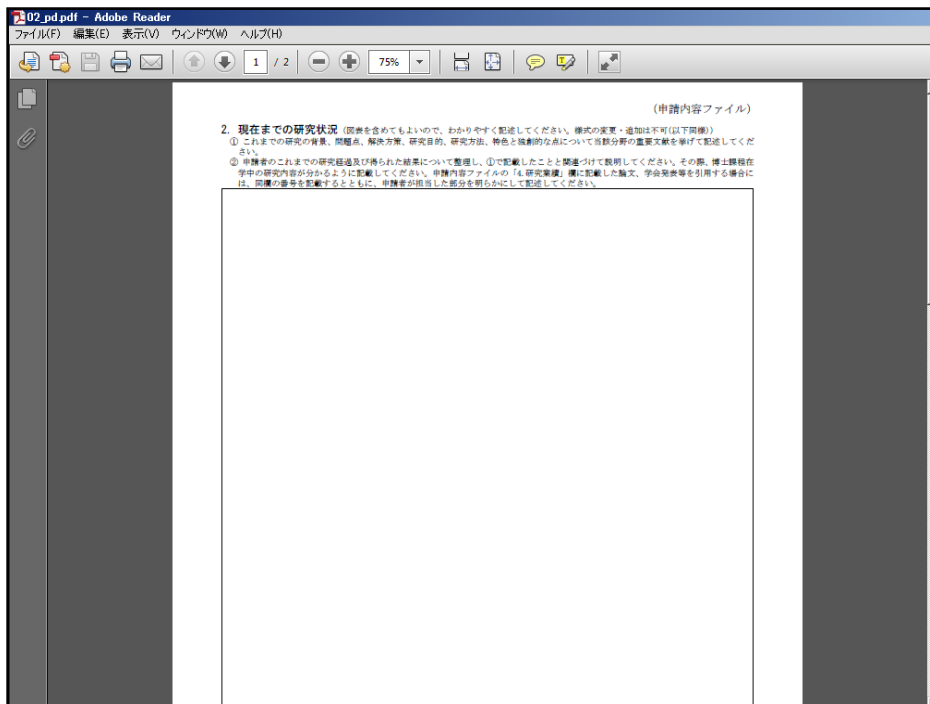 02_pd.pdf - Adobe Reader
ファイル(F) 編集(E) 表示(V) ウィンドウ(W) ヘルプ(H)
1 / 2 75%
(申請内容ファイル)
2. 現在までの研究状況 (図表を含めてもよいので、わかりやすく記述してください。様式の変更・追加は不可(以下同様))
① これまでの研究の背景、問題点、解決方策、研究目的、研究方法、特色と独創的な点について当該分野の重要文献を挙げて記述してくだ
さい。
② 申請者のこれまでの研究経過及び得られた結果について整理し、①で記載したことと関連づけて説明してください。その際、博士課程在
学中の研究内容が分かるように記載してください。申請内容ファイルの「4.研究業績」欄に記載した論文、学会発表等を引用する場合に
は、同欄の番号を記載するとともに、申請者が担当した部分を明らかにして記述してください。